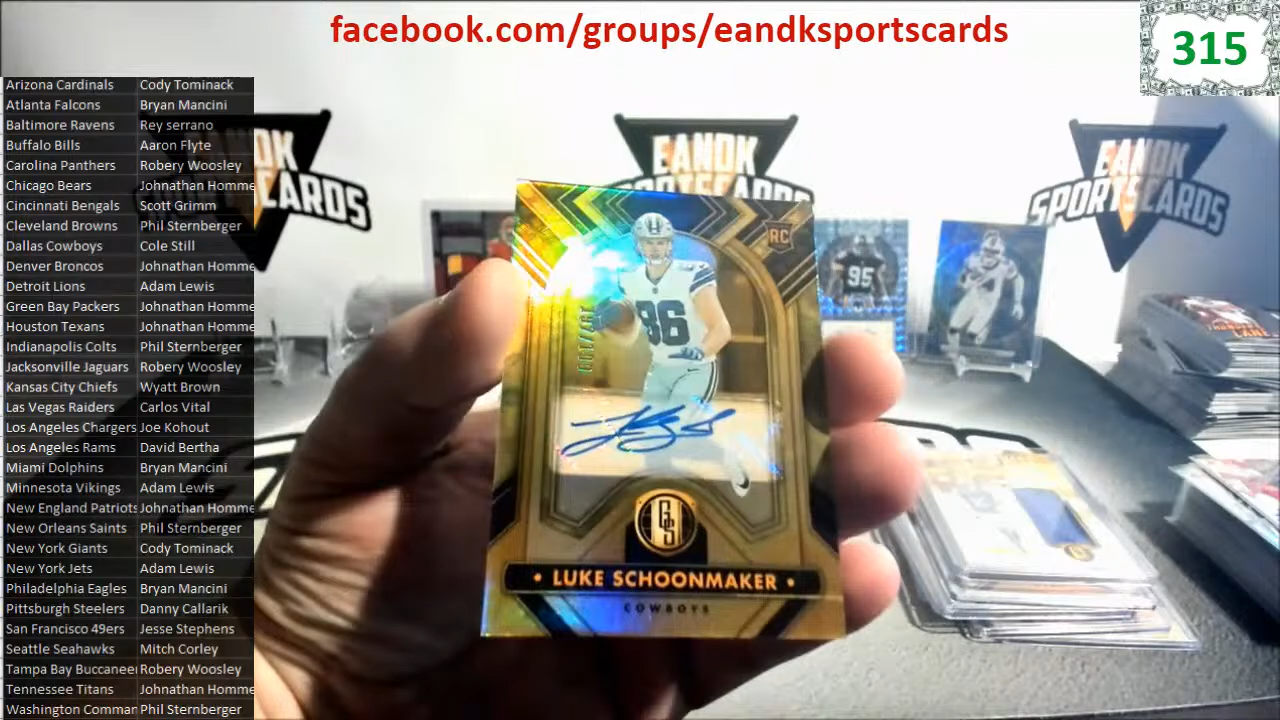 facebook.com/groups/eandksportscards
315
Arizona Cardinals Cody Tominack
Atlanta Falcons Bryan Mancini
Baltimore Ravens Rey serrano
Buffalo Bills Aaron Flyte
Carolina Panthers Robery Woosley
Chicago Bears Johnathan Homme
Cincinnati Bengals Scott Grimm
Cleveland Browns Phil Sternberger
Dallas Cowboys Cole Still
Denver Broncos Johnathan Homme
Detroit Lions Adam Lewis
Green Bay Packers Johnathan Homme
Houston Texans Johnathan Homme
Indianapolis Colts Phil Sternberger
Jacksonville Jaguars Robery Woosley
Kansas City Chiefs Wyatt Brown
Las Vegas Raiders Carlos Vital
Los Angeles Chargers Joe Kohout
Los Angeles Rams David Bertha
Miami Dolphins Bryan Mancini
Minnesota Vikings Adam Lewis
New England Patriots Johnathan Homme
New Orleans Saints Phil Sternberger
New York Giants Cody Tominack
New York Jets Adam Lewis
Philadelphia Eagles Bryan Mancini
Pittsburgh Steelers Danny Callarik
San Francisco 49ers Jesse Stephens
Seattle Seahawks Mitch Corley
Tampa Bay Buccaneer Robery Woosley
Tennessee Titans Johnathan Homme
Washington Comman Phil Sternberger
EANDK
SPORTSCARDS
EANDK
SPORTSCARDS
RC
86
95
GS
• LUKE SCHOONMAKER •
COWBOYS